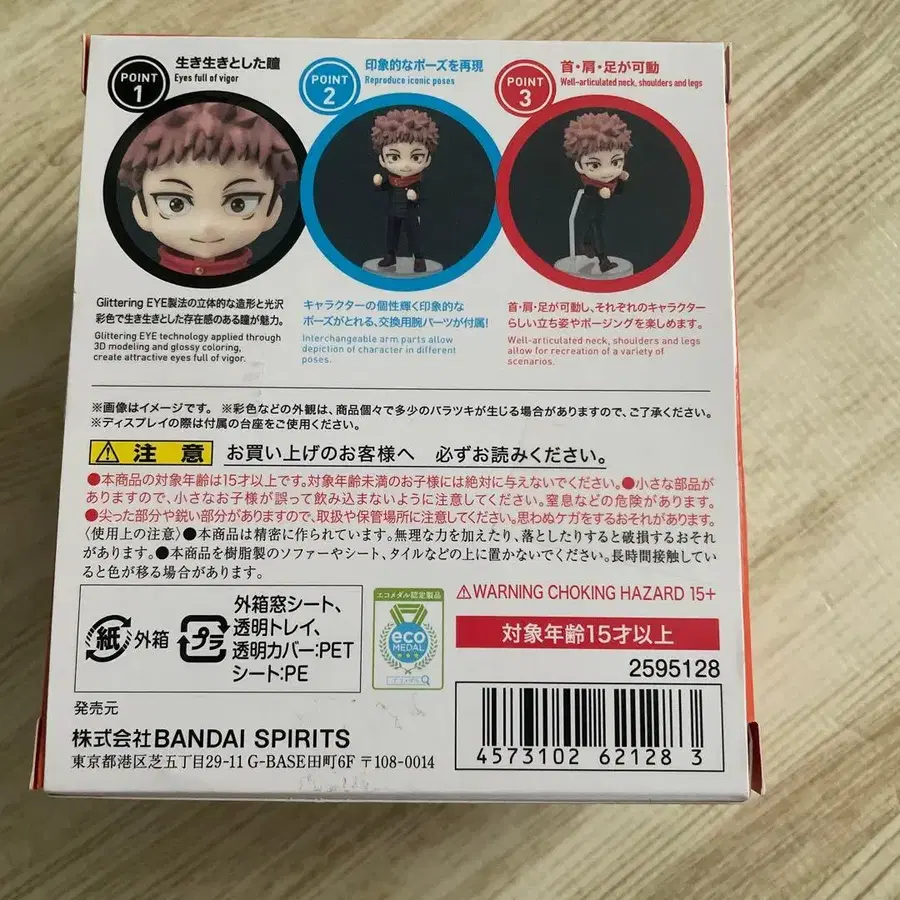 POINT
1
生き生きとした瞳
Eyes full of vigor
POINT
2
印象的なポーズを再現
Reproduce iconic poses
POINT
3
首・肩・足が可動
Well-articulated neck, shoulders and legs
Glittering EYE製法の立体的な造形と光沢
彩色で生き生きとした存在感のある瞳が魅力。
Glittering EYE technology applied through
3D modeling and glossy coloring,
create attractive eyes full of vigor.
キャラクターの個性輝く印象的な
ポーズがとれる、交換用腕パーツが付属!
Interchangeable arm parts allow
depiction of character in different
poses.
首・肩・足が可動し、それぞれのキャラクター
らしい立ち姿やポージングを楽しめます。
Well-articulated neck, shoulders and legs
allow for recreation of a variety of
scenarios.
※画像はイメージです。 ※彩色などの外観は、商品個々で多少のバラツキが生じる場合がありますので、ご了承ください。
※ディスプレイの際は付属の台座をご使用ください。
注意 お買い上げのお客様へ 必ずお読みください。
●本商品の対象年齢は15才以上です。対象年齢未満のお子様には絶対に与えないでください。●小さな部品が
ありますので、小さなお子様が誤って飲み込まないように注意してください。窒息などの危険があります。
●尖った部分や鋭い部分がありますので、取扱や保管場所に注意してください。思わぬケガをするおそれがあります。
〈使用上の注意〉●本商品は精密に作られています。無理な力を加えたり、落としたりすると破損するおそれ
があります。●本商品を樹脂製のソファーやシート、タイルなどの上に置かないでください。長時間接触してい
ると色が移る場合があります。
紙 外箱
プラ
外箱窓シート、
透明トレイ、
透明カバー:PET
シート:PE
エコメダル認定製品
eco
MEDAL
⚠WARNING CHOKING HAZARD 15+
対象年齢15才以上
2595128
4573102 62128 3
発売元
株式会社BANDAI SPIRITS
東京都港区芝五丁目29-11 G-BASE田町6F 〒108-0014